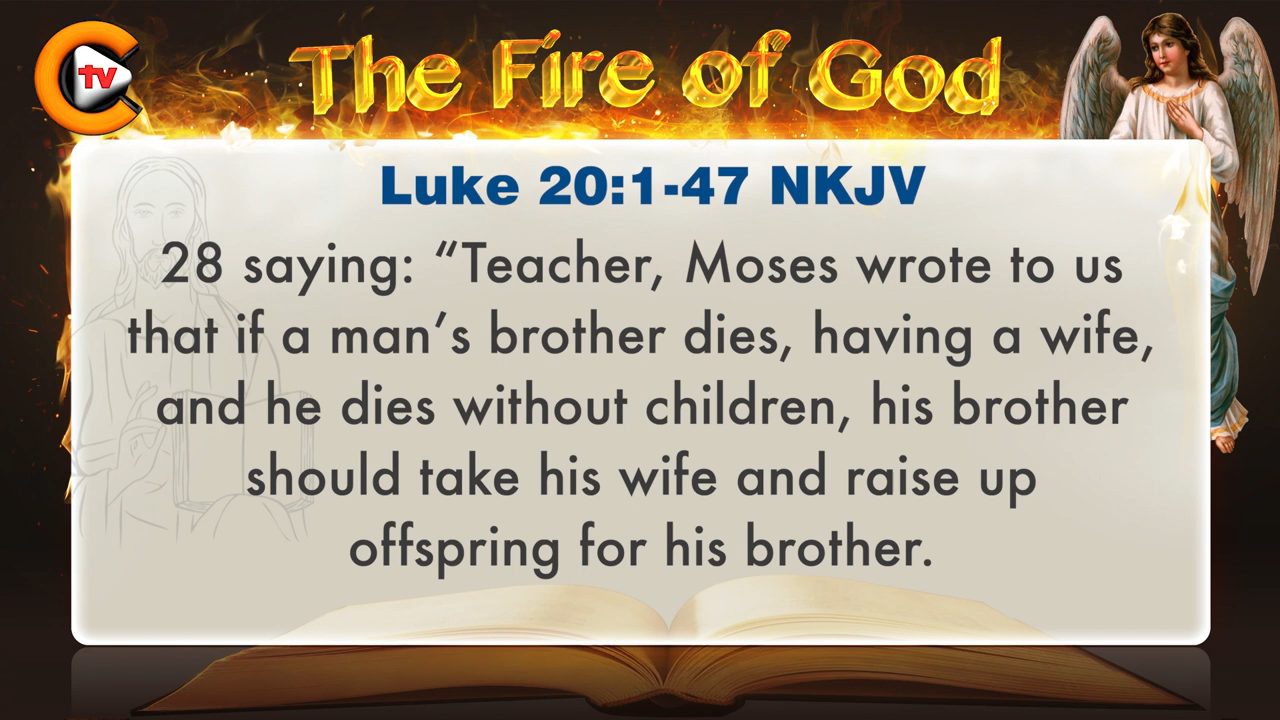 tv
The Fire of God
Luke 20:1-47 NKJV
28 saying: “Teacher, Moses wrote to us
that if a man’s brother dies, having a wife,
and he dies without children, his brother
should take his wife and raise up
offspring for his brother.